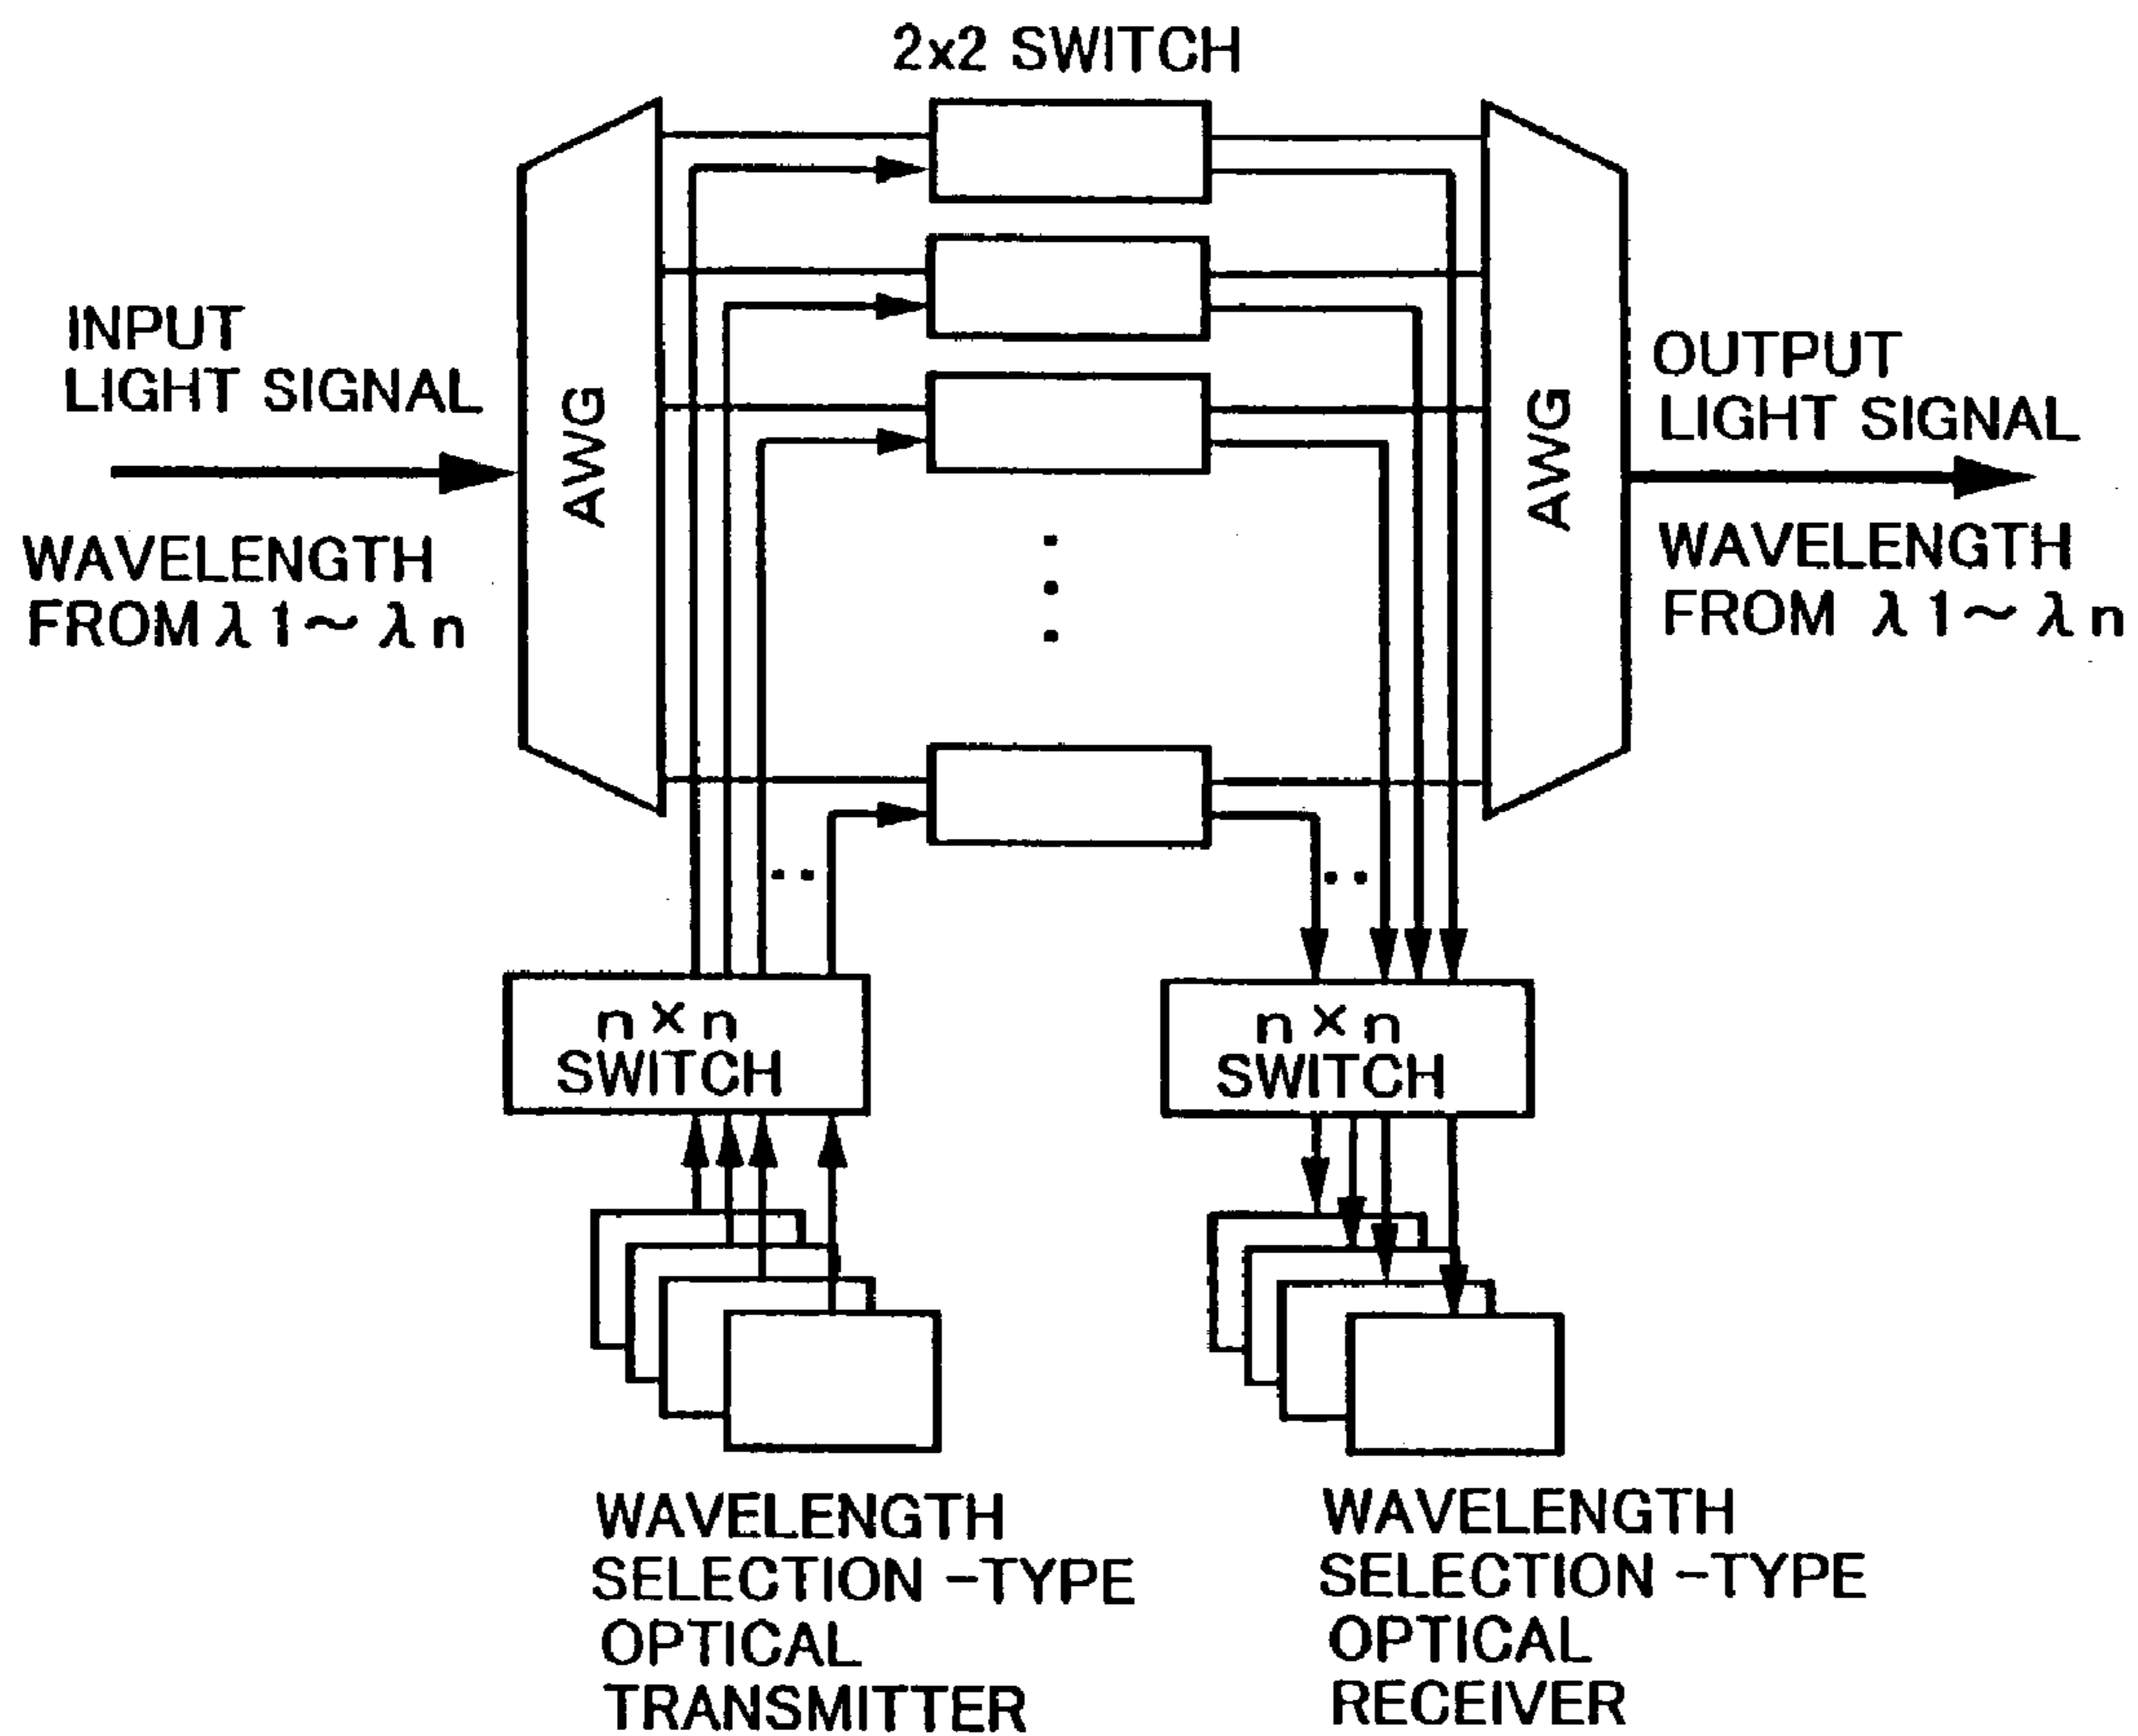 2x2 SWITCH
INPUT
LIGHT SIGNAL
WAVELENGTH
FROM λ1~λn
AWG
AWG
OUTPUT
LIGHT SIGNAL
WAVELENGTH
FROM λ1~λn
n×n
SWITCH
n×n
SWITCH
WAVELENGTH
SELECTION -TYPE
OPTICAL
TRANSMITTER
WAVELENGTH
SELECTION -TYPE
OPTICAL
RECEIVER